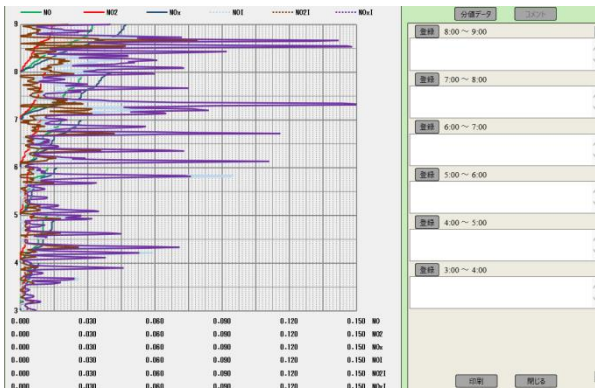 NO NO2 NOx NOI NO2I NOxI
9
8
7
6
5
4
3
0.000 0.030 0.060 0.090 0.120 0.150 NO
0.000 0.030 0.060 0.090 0.120 0.150 NO2
0.000 0.030 0.060 0.090 0.120 0.150 NOx
0.000 0.030 0.060 0.090 0.120 0.150 NOI
0.000 0.030 0.060 0.090 0.120 0.150 NO2I
0.000 0.030 0.060 0.090 0.120 0.150 NOxI
分値データ コメント
登録 8:00 ~ 9:00
登録 7:00 ~ 8:00
登録 6:00 ~ 7:00
登録 5:00 ~ 6:00
登録 4:00 ~ 5:00
登録 3:00 ~ 4:00
印刷 閉じる